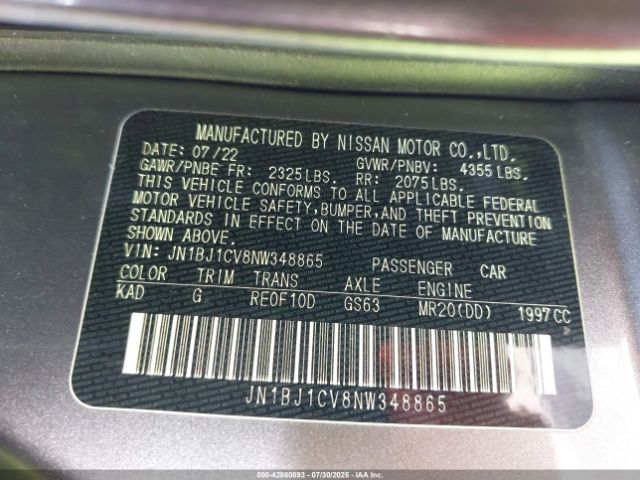 MANUFACTURED BY NISSAN MOTOR CO.,LTD.
DATE: 07/22 GVWR/PNBV: 4355 LBS.
GAWR/PNBE FR: 2325 LBS. RR: 2075 LBS.
THIS VEHICLE CONFORMS TO ALL APPLICABLE FEDERAL
MOTOR VEHICLE SAFETY,BUMPER,AND THEFT PREVENTION
STANDARDS IN EFFECT ON THE DATE OF MANUFACTURE
SHOWN ABOVE.
VIN: JN1BJ1CV8NW348865 PASSENGER CAR
COLOR TRIM TRANS AXLE ENGINE
KAD G RE0F10D GS63 MR20(DD) 1997CC
JN1BJ1CV8NW348865
000-42860893 | 07/30/2025 | IAA, Inc.